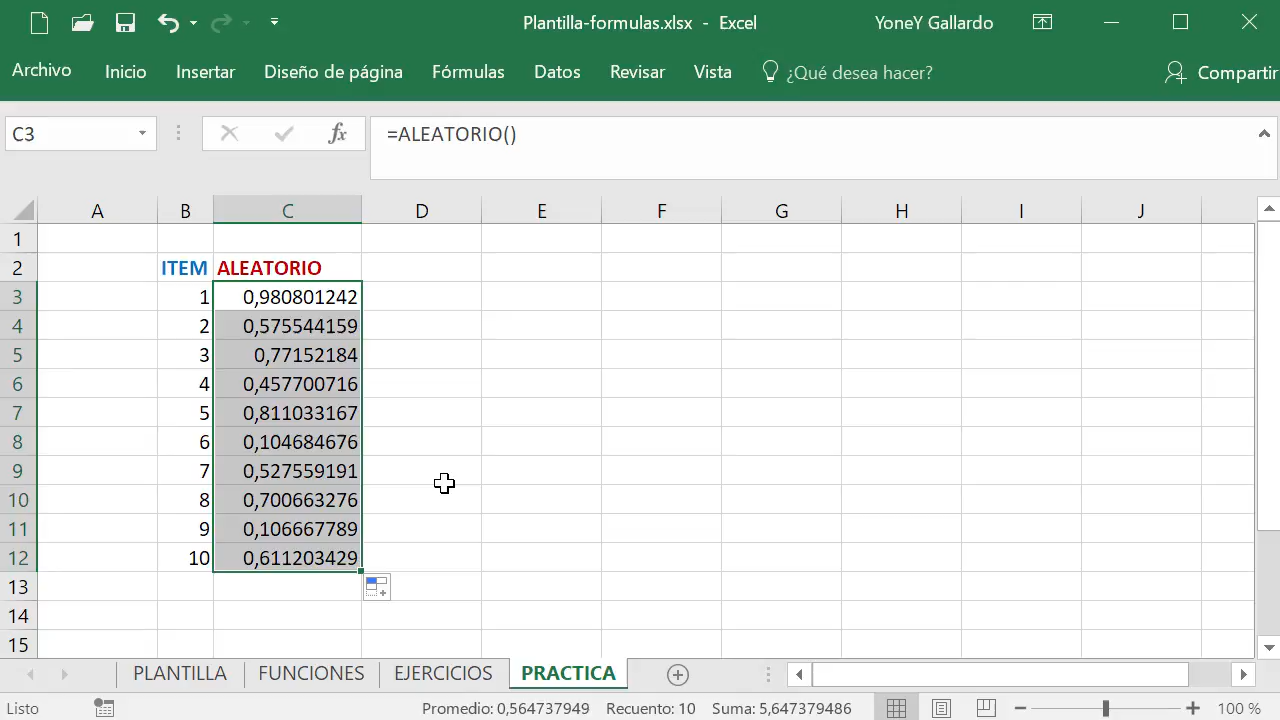 Plantilla-formulas.xlsx - Excel
YoneY Gallardo
Archivo Inicio Insertar Diseño de página Fórmulas Datos Revisar Vista ¿Qué desea hacer? Compartir
C3 fx =ALEATORIO()
A B C D E F G H I J
1
2 ITEM ALEATORIO
3 1 0,980801242
4 2 0,575544159
5 3 0,77152184
6 4 0,457700716
7 5 0,811033167
8 6 0,104684676
9 7 0,527559191
10 8 0,700663276
11 9 0,106667789
12 10 0,611203429
13
14
15
PLANTILLA FUNCIONES EJERCICIOS PRACTICA
Listo Promedio: 0,564737949 Recuento: 10 Suma: 5,647379486 100 %